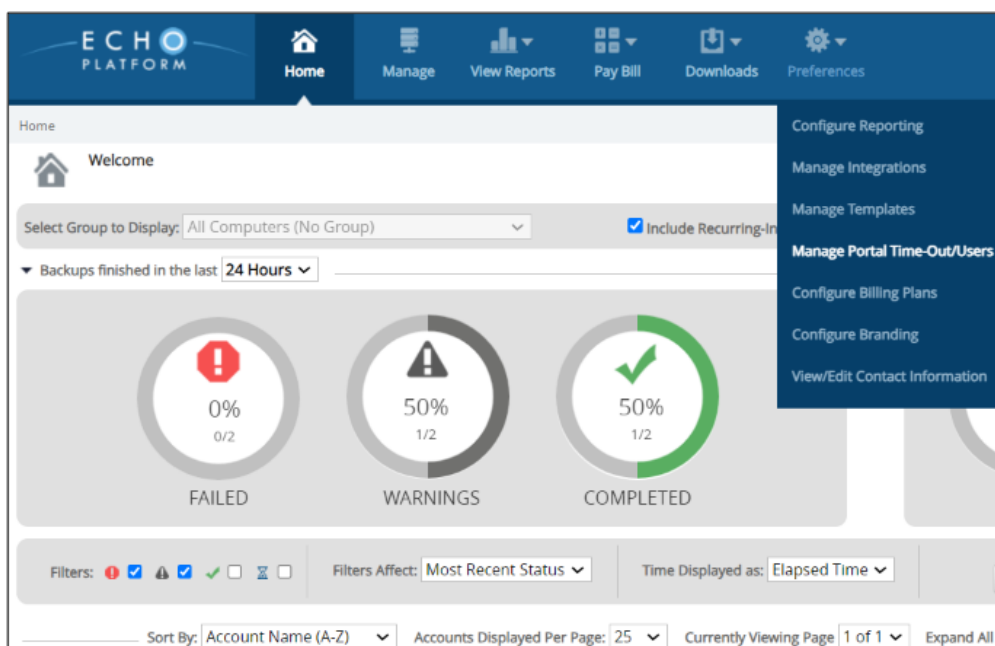 ECHO
PLATFORM
Home
Manage
View Reports
Pay Bill
Downloads
Preferences
Home
Welcome
Configure Reporting
Manage Integrations
Manage Templates
Manage Portal Time-Out/Users
Configure Billing Plans
Configure Branding
View/Edit Contact Information
Select Group to Display: All Computers (No Group)
Include Recurring-In
Backups finished in the last 24 Hours
0%
0/2
FAILED
50%
1/2
WARNINGS
50%
1/2
COMPLETED
Filters:
Filters Affect: Most Recent Status
Time Displayed as: Elapsed Time
Sort By: Account Name (A-Z)
Accounts Displayed Per Page: 25
Currently Viewing Page 1 of 1
Expand All